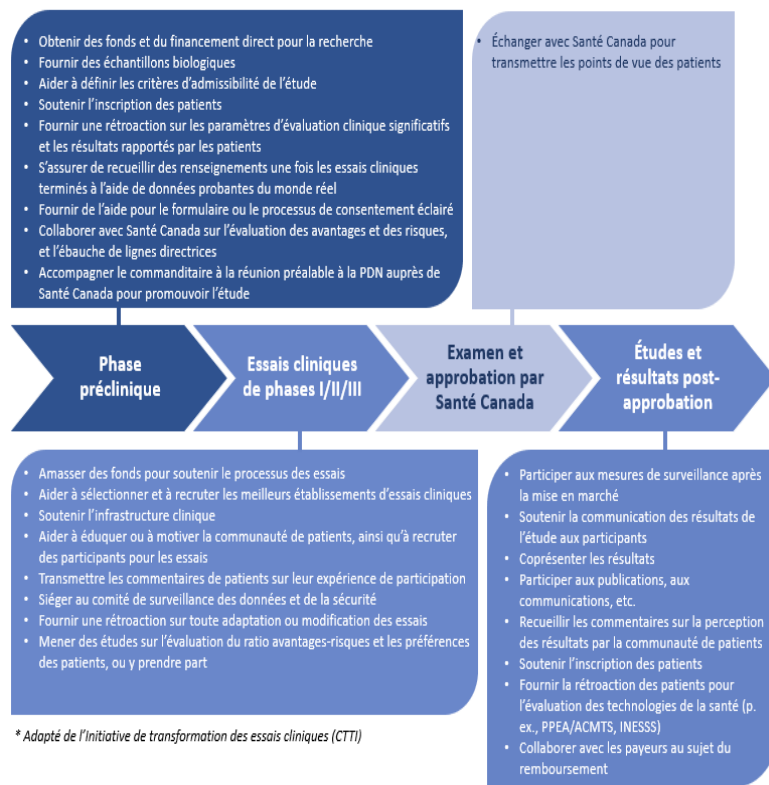 • Obtenir des fonds et du financement direct pour la recherche
• Fournir des échantillons biologiques
• Aider à définir les critères d'admissibilité de l'étude
• Soutenir l'inscription des patients
• Fournir une rétroaction sur les paramètres d'évaluation clinique significatifs
et les résultats rapportés par les patients
• S'assurer de recueillir des renseignements une fois les essais cliniques
terminés à l'aide de données probantes du monde réel
• Fournir de l'aide pour le formulaire ou le processus de consentement éclairé
• Collaborer avec Santé Canada sur l'évaluation des avantages et des risques,
et l'ébauche de lignes directrices
• Accompagner le commanditaire à la réunion préalable à la PDN auprès de
Santé Canada pour promouvoir l'étude
• Échanger avec Santé Canada pour
transmettre les points de vue des patients
Phase
préclinique
Essais cliniques
de phases I/II/III
Examen et
approbation par
Santé Canada
Études et
résultats post-
approbation
• Amasser des fonds pour soutenir le processus des essais
• Aider à sélectionner et à recruter les meilleurs établissements d'essais cliniques
• Soutenir l'infrastructure clinique
• Aider à éduquer ou à motiver la communauté de patients, ainsi qu'à recruter
des participants pour les essais
• Transmettre les commentaires de patients sur leur expérience de participation
• Siéger au comité de surveillance des données et de la sécurité
• Fournir une rétroaction sur toute adaptation ou modification des essais
• Mener des études sur l'évaluation du ratio avantages-risques et les préférences
des patients, ou y prendre part
• Participer aux mesures de surveillance après
la mise en marché
• Soutenir la communication des résultats de
l'étude aux participants
• Coprésenter les résultats
• Participer aux publications, aux
communications, etc.
• Recueillir les commentaires sur la perception
des résultats par la communauté de patients
• Soutenir l'inscription des patients
• Fournir la rétroaction des patients pour
l'évaluation des technologies de la santé (p.
ex., PPEA/ACMTS, INESSS)
• Collaborer avec les payeurs au sujet du
remboursement
* Adapté de l'Initiative de transformation des essais cliniques (CTTI)